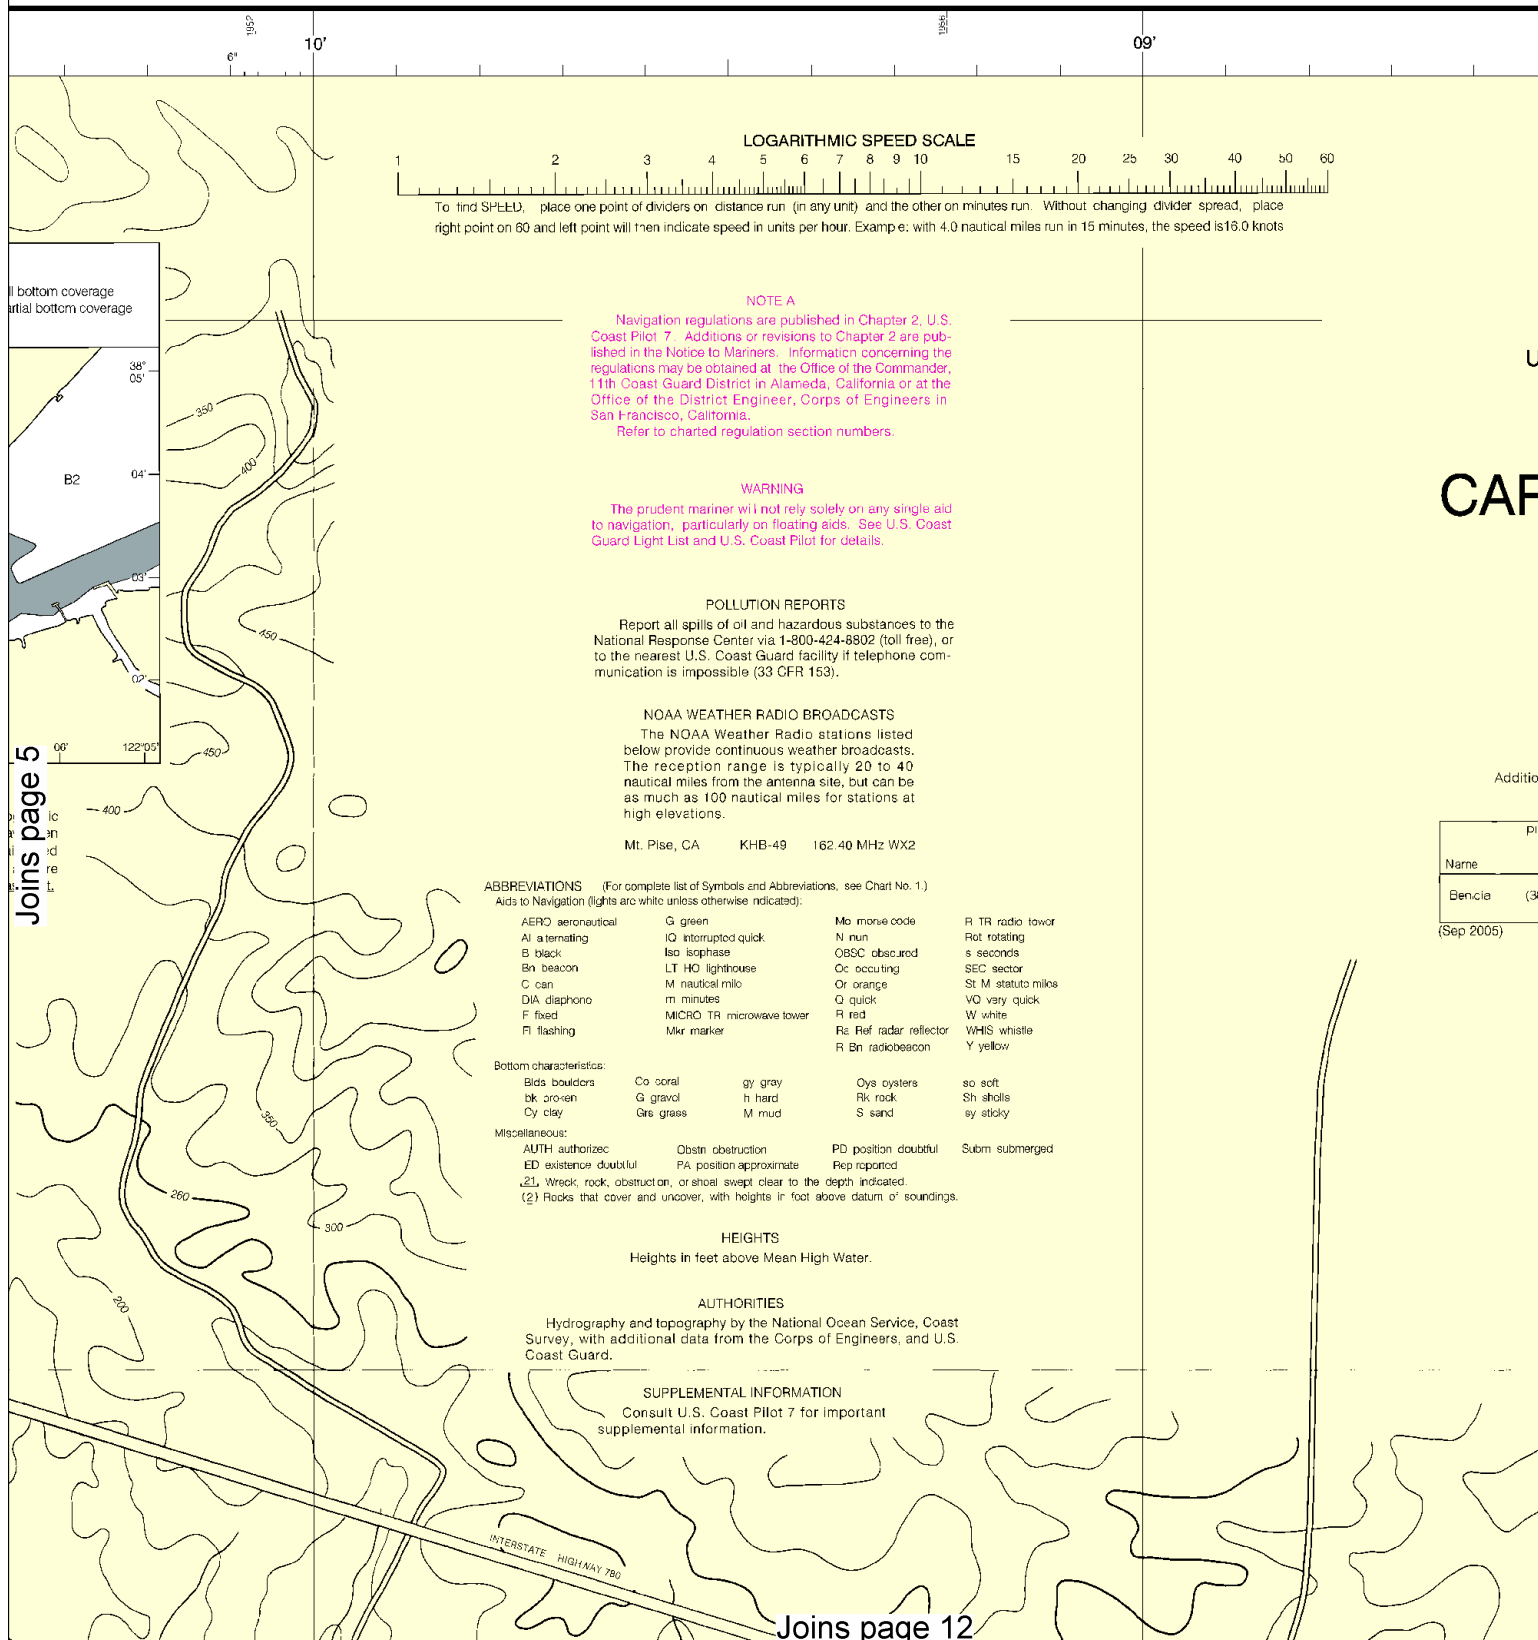 1952
1956
10'
09'
6"
LOGARITHMIC SPEED SCALE
1 2 3 4 5 6 7 8 9 10 15 20 25 30 40 50 60
To find SPEED, place one point of dividers on distance run (in any unit) and the other on minutes run. Without changing divider spread, place
right point on 60 and left point will then indicate speed in units per hour. Example: with 4.0 nautical miles run in 15 minutes, the speed is 16.0 knots
ll bottom coverage
artial bottom coverage
38°
05'
04'
B2
03'
02'
06'
122°05'
Joins page 5
NOTE A
Navigation regulations are published in Chapter 2, U.S.
Coast Pilot 7. Additions or revisions to Chapter 2 are pub-
lished in the Notice to Mariners. Information concerning the
regulations may be obtained at the Office of the Commander,
11th Coast Guard District in Alameda, California or at the
Office of the District Engineer, Corps of Engineers in
San Francisco, California.
Refer to charted regulation section numbers.
WARNING
The prudent mariner will not rely solely on any single aid
to navigation, particularly on floating aids. See U.S. Coast
Guard Light List and U.S. Coast Pilot for details.
POLLUTION REPORTS
Report all spills of oil and hazardous substances to the
National Response Center via 1-800-424-8802 (toll free), or
to the nearest U.S. Coast Guard facility if telephone com-
munication is impossible (33 CFR 153).
NOAA WEATHER RADIO BROADCASTS
The NOAA Weather Radio stations listed
below provide continuous weather broadcasts.
The reception range is typically 20 to 40
nautical miles from the antenna site, but can be
as much as 100 nautical miles for stations at
high elevations.
Mt. Pise, CA KHB-49 162.40 MHz WX2
ABBREVIATIONS (For complete list of Symbols and Abbreviations, see Chart No. 1.)
Aids to Navigation (lights are white unless otherwise indicated):
AERO aeronautical G green Mo morse code R TR radio tower
Al alternating IQ interrupted quick N nun Rot rotating
B black Iso isophase OBSC obscured s seconds
Bn beacon LT HO lighthouse Oc occulting SEC sector
C can M nautical mile Or orange St M statute miles
DIA diaphone m minutes Q quick VQ very quick
F fixed MICRO TR microwave tower R red W white
Fl flashing Mkr marker Ra Ref radar reflector WHIS whistle
R Bn radiobeacon Y yellow
Bottom characteristics:
Blds boulders Co coral gy gray Oys oysters so soft
bk broken G gravel h hard Rk rock Sh shells
Cy clay Grs grass M mud S sand sy sticky
Miscellaneous:
AUTH authorized Obstn obstruction PD position doubtful Subm submerged
ED existence doubtful PA position approximate Rep reported
21, Wreck, rock, obstruction, or shoal swept clear to the depth indicated.
(2) Rocks that cover and uncover, with heights in feet above datum of soundings.
HEIGHTS
Heights in feet above Mean High Water.
AUTHORITIES
Hydrography and topography by the National Ocean Service, Coast
Survey, with additional data from the Corps of Engineers, and U.S.
Coast Guard.
SUPPLEMENTAL INFORMATION
Consult U.S. Coast Pilot 7 for important
supplemental information.
350
400
450
450
400
350
260
300
200
INTERSTATE HIGHWAY 780
Joins page 12
U
CAR
Additio
Name
Benicia (38
(Sep 2005)